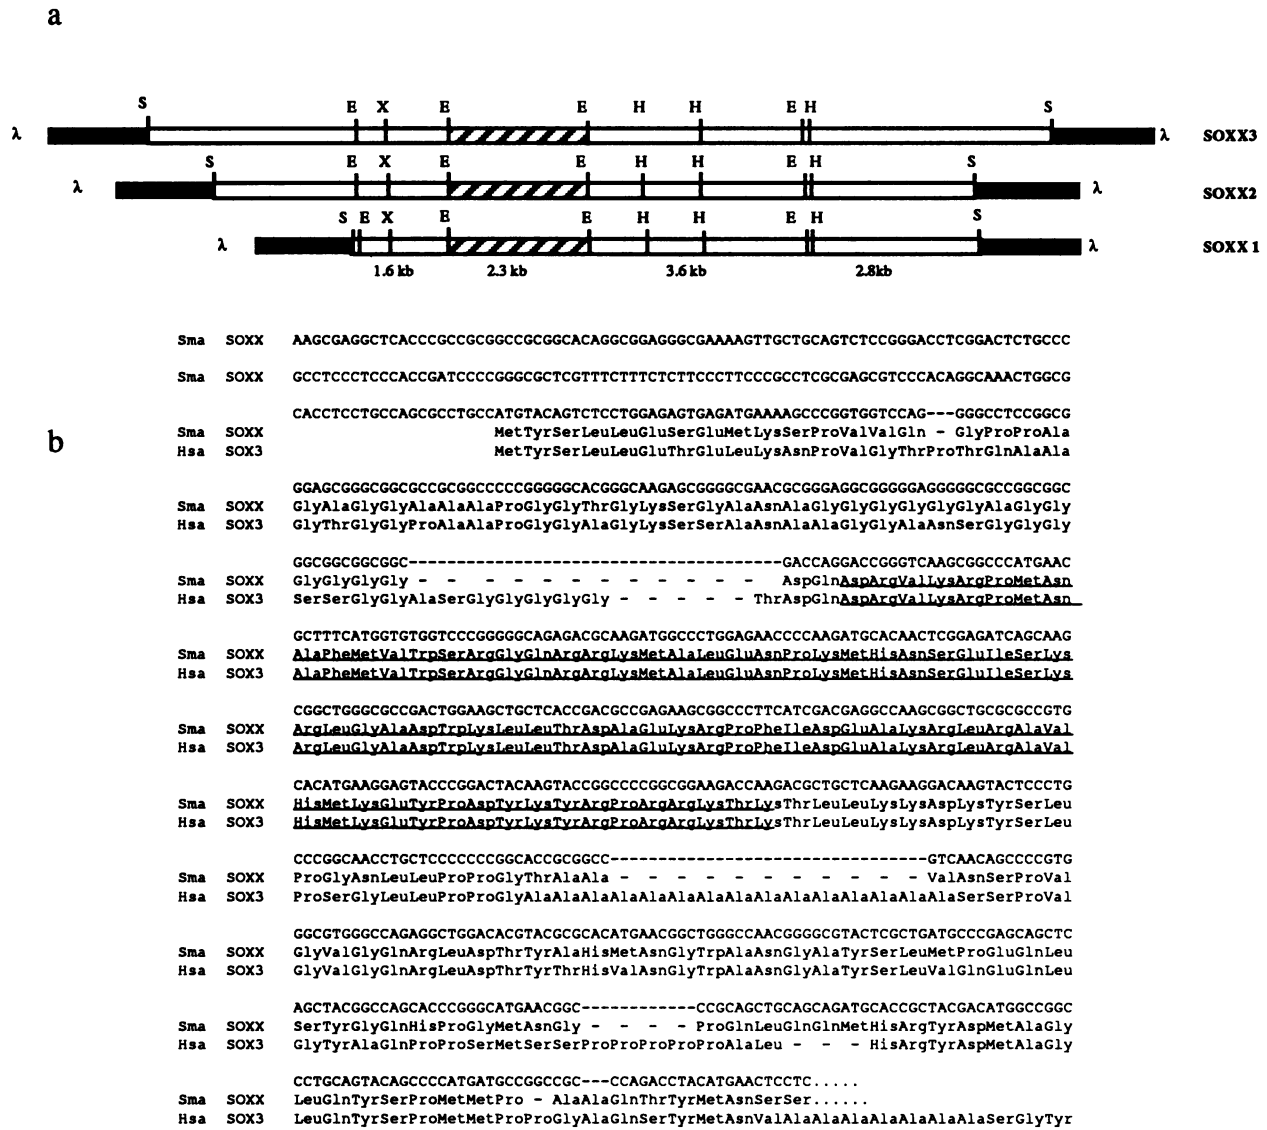 a
S E X E E H H E H S
λ λ SOXX3
S E X E E H H E H S
λ λ SOXX2
S E X E E H H E H S
λ λ SOXX 1
1.6 kb 2.3 kb 3.6 kb 2.8kb
Sma SOXX AAGCGAGGCTCACCCGCCGCGGCCGCGGCACAGGCGGAGGGCGAAAAGTTGCTGCAGTCTCCGGGACCTCGGACTCTGCCC
Sma SOXX GCCTCCCTCCCACCGATCCCCGGGCGCTCGTTTCTTTCTCTTCCCTTCCCGCCTCGCGAGCGTCCCACAGGCAAACTGGCG
CACCTCCTGCCAGCGCCTGCCATGTACAGTCTCCTGGAGAGTGAGATGAAAAGCCCGGTGGTCCAG---GGGCCTCCGGCG
b
Sma SOXX MetTyrSerLeuLeuGluSerGluMetLysSerProValValGln - GlyProProAla
Hsa SOX3 MetTyrSerLeuLeuGluThrGluLeuLysAsnProValGlyThrProThrGlnAlaAla
GGAGCGGGCGGCGCCGCGGCCCCCGGGGGCACGGGCAAGAGCGGGGCGAACGCGGGAGGCGGGGGAGGGGGCGCCGGCGGC
Sma SOXX GlyAlaGlyGlyAlaAlaAlaProGlyGlyThrGlyLysSerGlyAlaAsnAlaGlyGlyGlyGlyGlyGlyAlaGlyGly
Hsa SOX3 GlyThrGlyGlyProAlaAlaProGlyGlyAlaGlyLysSerSerAlaAsnAlaAlaGlyGlyAlaAsnSerGlyGlyGly
GGCGGCGGCGGC---------------------------------------GACCAGGACCGGGTCAAGCGGCCCATGAAC
Sma SOXX GlyGlyGlyGly - - - - - - - - - - - - - AspGlnAspArgValLysArgProMetAsn
Hsa SOX3 SerSerGlyGlyAlaSerGlyGlyGlyGlyGly - - - - - ThrAspGlnAspArgValLysArgProMetAsn
GCTTTCATGGTGTGGTCCCGGGGGCAGAGACGCAAGATGGCCCTGGAGAACCCCAAGATGCACAACTCGGAGATCAGCAAG
Sma SOXX AlaPheMetValTrpSerArgGlyGlnArgArgLysMetAlaLeuGluAsnProLysMetHisAsnSerGluIleSerLys
Hsa SOX3 AlaPheMetValTrpSerArgGlyGlnArgArgLysMetAlaLeuGluAsnProLysMetHisAsnSerGluIleSerLys
CGGCTGGGCGCCGACTGGAAGCTGCTCACCGACGCCGAGAAGCGGCCCTTCATCGACGAGGCCAAGCGGCTGCGCGCCGTG
Sma SOXX ArgLeuGlyAlaAspTrpLysLeuLeuThrAspAlaGluLysArgProPheIleAspGluAlaLysArgLeuArgAlaVal
Hsa SOX3 ArgLeuGlyAlaAspTrpLysLeuLeuThrAspAlaGluLysArgProPheIleAspGluAlaLysArgLeuArgAlaVal
CACATGAAGGAGTACCCGGACTACAAGTACCGGCCCCGGCGGAAGACCAAGACGCTGCTCAAGAAGGACAAGTACTCCCTG
Sma SOXX HisMetLysGluTyrProAspTyrLysTyrArgProArgArgLysThrLysThrLeuLeuLysLysAspLysTyrSerLeu
Hsa SOX3 HisMetLysGluTyrProAspTyrLysTyrArgProArgArgLysThrLysThrLeuLeuLysLysAspLysTyrSerLeu
CCCGGCAACCTGCTCCCCCCCGGCACCGCGGCC---------------------------------GTCAACAGCCCCGTG
Sma SOXX ProGlyAsnLeuLeuProProGlyThrAlaAla - - - - - - - - - - - ValAsnSerProVal
Hsa SOX3 ProSerGlyLeuLeuProProGlyAlaAlaAlaAlaAlaAlaAlaAlaAlaAlaAlaAlaAlaAlaAlaSerSerProVal
GGCGTGGGCCAGAGGCTGGACACGTACGCGCACATGAACGGCTGGGCCAACGGGGCGTACTCGCTGATGCCCGAGCAGCTC
Sma SOXX GlyValGlyGlnArgLeuAspThrTyrAlaHisMetAsnGlyTrpAlaAsnGlyAlaTyrSerLeuMetProGluGlnLeu
Hsa SOX3 GlyValGlyGlnArgLeuAspThrTyrThrHisValAsnGlyTrpAlaAsnGlyAlaTyrSerLeuValGlnGluGlnLeu
AGCTACGGCCAGCACCCGGGCATGAACGGC------------CCGCAGCTGCAGCAGATGCACCGCTACGACATGGCCGGC
Sma SOXX SerTyrGlyGlnHisProGlyMetAsnGly - - - - ProGlnLeuGlnGlnMetHisArgTyrAspMetAlaGly
Hsa SOX3 GlyTyrAlaGlnProProSerMetSerSerProProProProProAlaLeu - - - HisArgTyrAspMetAlaGly
CCTGCAGTACAGCCCCATGATGCCGGCCGC---CCAGACCTACATGAACTCCTC.....
Sma SOXX LeuGlnTyrSerProMetMetPro - AlaAlaGlnThrTyrMetAsnSerSer......
Hsa SOX3 LeuGlnTyrSerProMetMetProProGlyAlaGlnSerTyrMetAsnValAlaAlaAlaAlaAlaAlaAlaSerGlyTyr